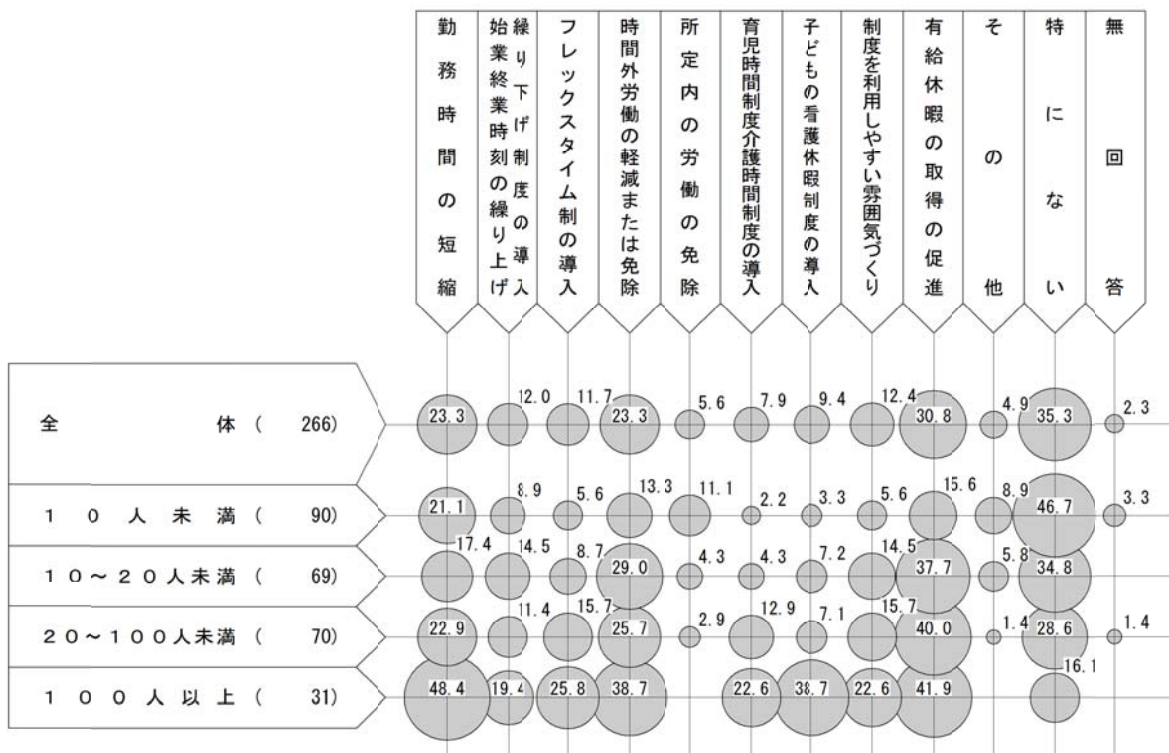 勤務時間の短縮
始業終業時刻の繰り上げ
繰り下げ制度の導入
フレックスタイム制の導入
時間外労働の軽減または免除
所定内の労働の免除
育児時間制度介護時間制度の導入
子どもの看護休暇制度の導入
制度を利用しやすい雰囲気づくり
有給休暇の取得の促進
その他
特にない
無回答
全体 ( 266) 23.3 12.0 11.7 23.3 5.6 7.9 9.4 12.4 30.8 4.9 35.3 2.3
10人未満 ( 90) 21.1 8.9 5.6 13.3 11.1 2.2 3.3 5.6 15.6 8.9 46.7 3.3
10~20人未満 ( 69) 17.4 14.5 8.7 29.0 4.3 4.3 7.2 14.5 37.7 5.8 34.8
20~100人未満 ( 70) 22.9 11.4 15.7 25.7 2.9 12.9 7.1 15.7 40.0 1.4 28.6 1.4
100人以上 ( 31) 48.4 19.4 25.8 38.7 22.6 38.7 22.6 41.9 16.1